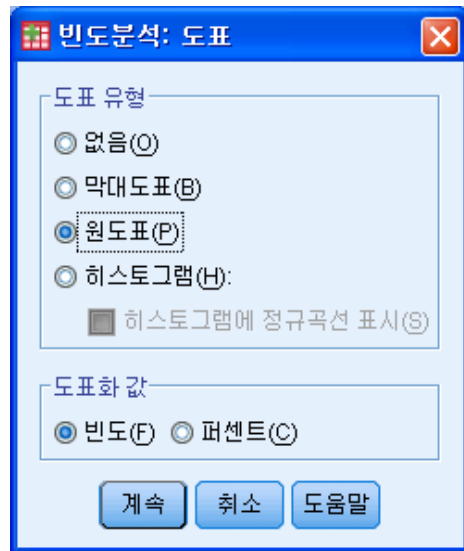 빈도분석: 도표
도표 유형
없음(O)
막대도표(B)
원도표(P)
히스토그램(H):
히스토그램에 정규곡선 표시(S)
도표화 값
빈도(F) 퍼센트(C)
계속 취소 도움말